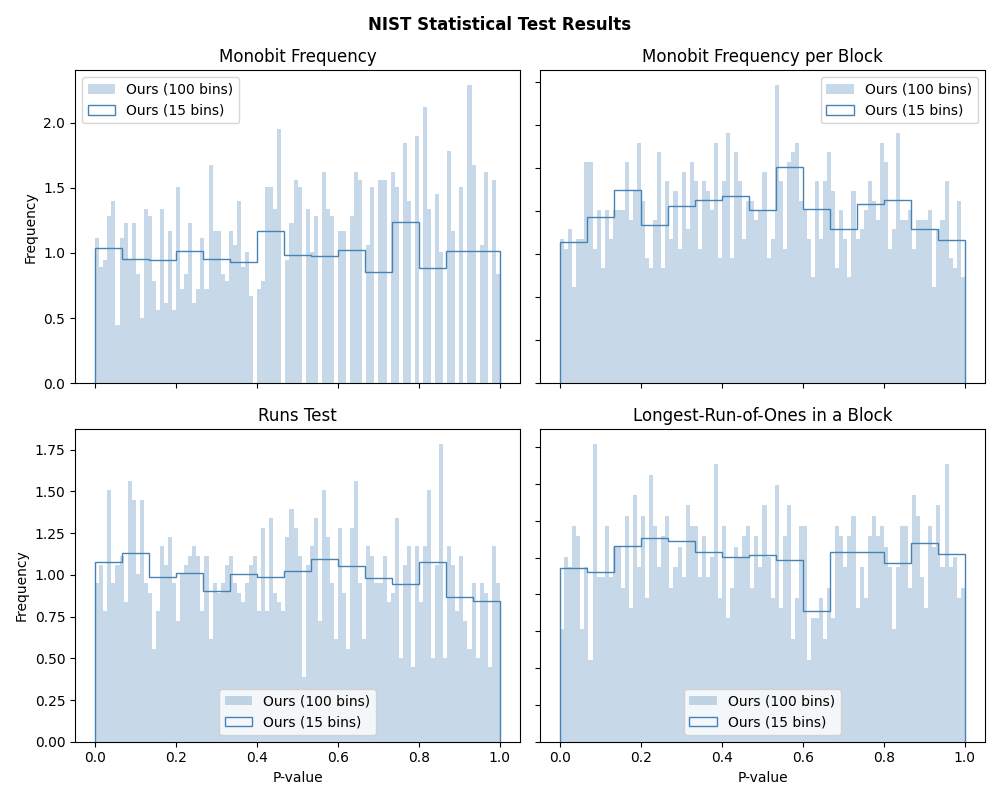 NIST Statistical Test Results
Monobit Frequency
Monobit Frequency per Block
Ours (100 bins)
Ours (15 bins)
Ours (100 bins)
Ours (15 bins)
Frequency
2.0
1.5
1.0
0.5
0.0
Runs Test
Longest-Run-of-Ones in a Block
Frequency
1.75
1.50
1.25
1.00
0.75
0.50
0.25
0.00
Ours (100 bins)
Ours (15 bins)
Ours (100 bins)
Ours (15 bins)
0.0 0.2 0.4 0.6 0.8 1.0
0.0 0.2 0.4 0.6 0.8 1.0
P-value
P-value